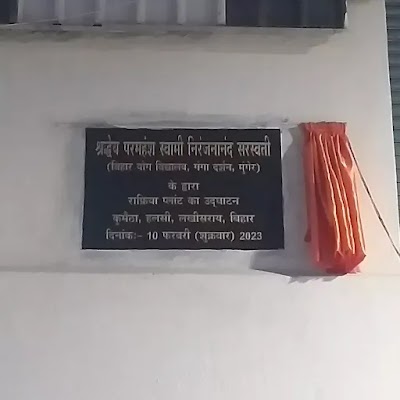 श्रद्धेय परमहंश स्वामी निरंजनानंद सरस्वती
(बिहार योग विद्यालय, गंगा दर्शन, मुंगेर)
के द्वारा
राफिया प्लांट का उद्घाटन
कुमैठा, हलसी, लखीसराय, बिहार
दिनांकः- 10 फरवरी (शुक्रवार) 2023